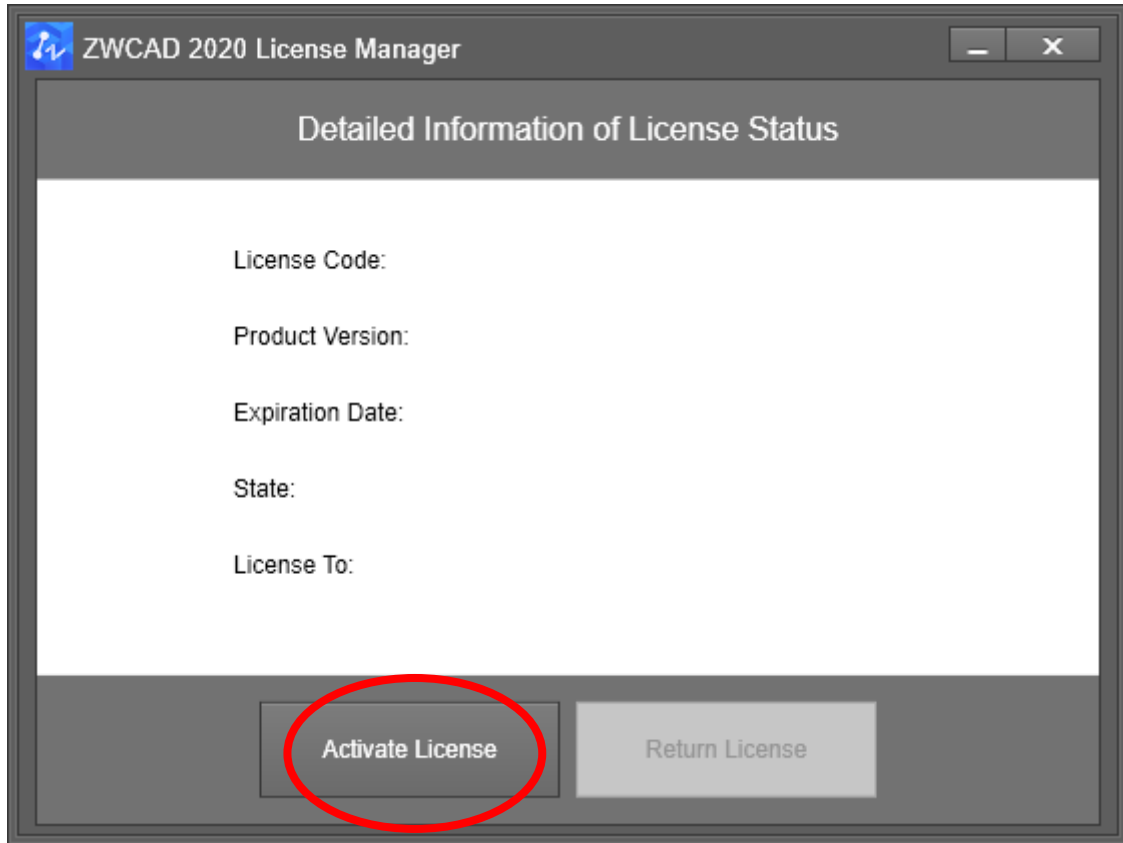 ZWCAD 2020 License Manager
Detailed Information of License Status
License Code:
Product Version:
Expiration Date:
State:
License To:
Activate License
Return License